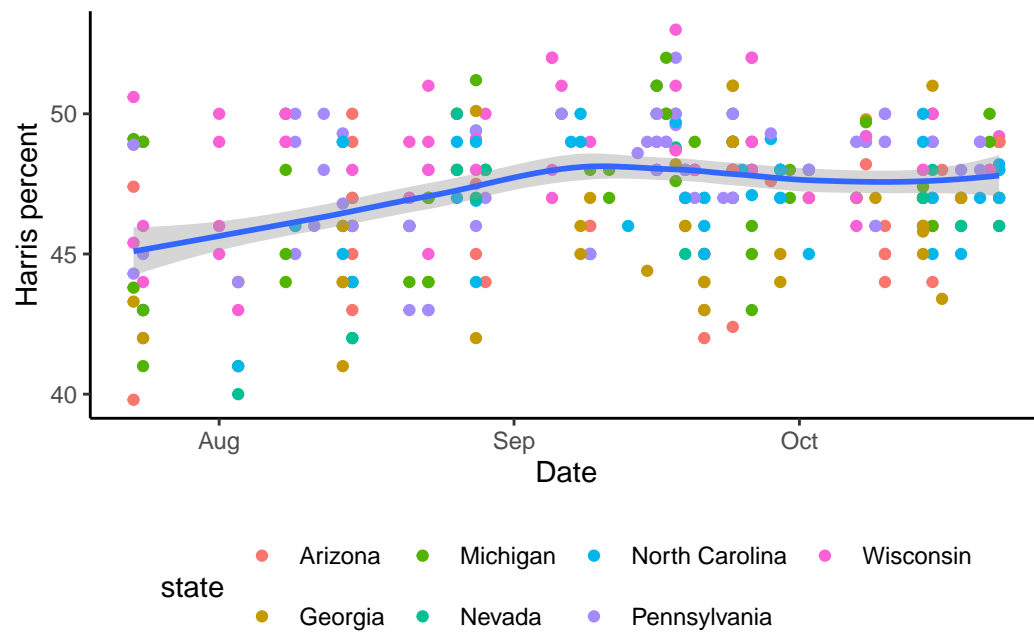 50
45
40
Harris percent
Aug Sep Oct
Date
state
Arizona Michigan North Carolina Wisconsin
Georgia Nevada Pennsylvania